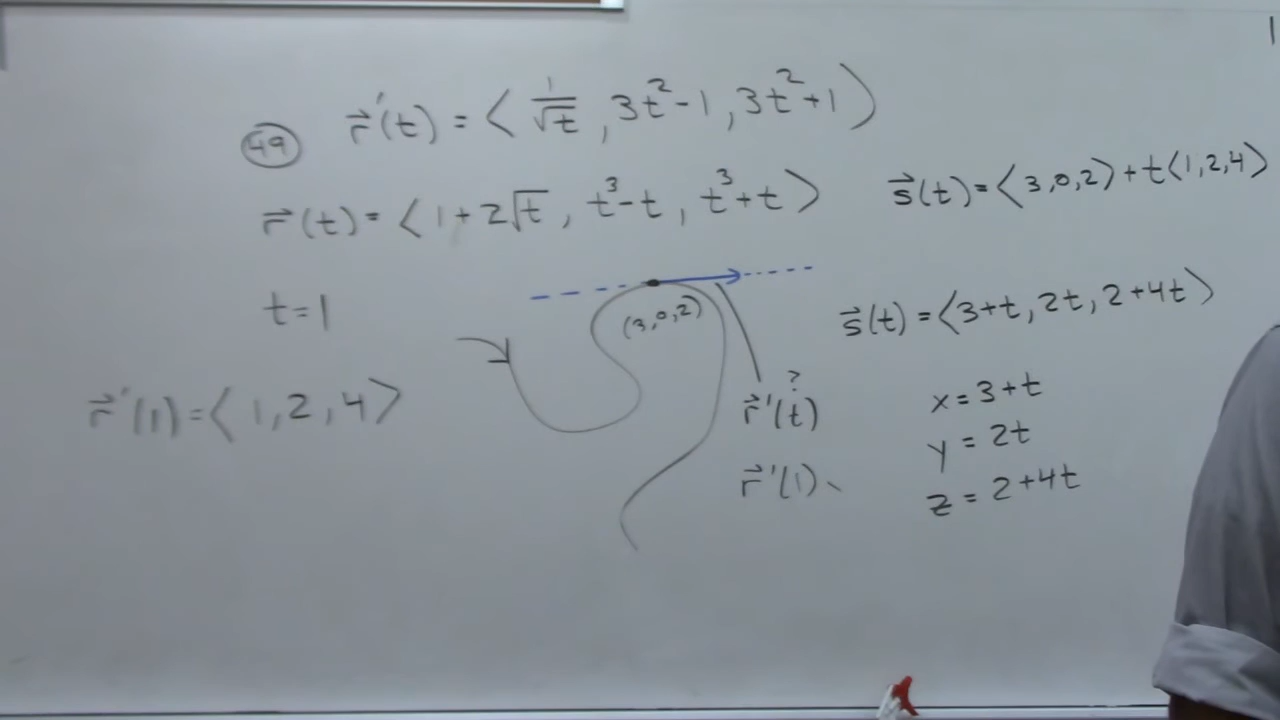 49 r⃗'(t) = ⟨1/√t, 3t²-1, 3t²+1⟩
r⃗(t) = ⟨1+2√t, t³-t, t³+t⟩
t=1
r⃗'(1)=⟨1,2,4⟩
(3,0,2)
?
r⃗'(t)
r⃗'(1)
s⃗(t)=⟨3,0,2⟩+t⟨1,2,4⟩
s⃗(t)=⟨3+t, 2t, 2+4t⟩
x=3+t
y=2t
z=2+4t